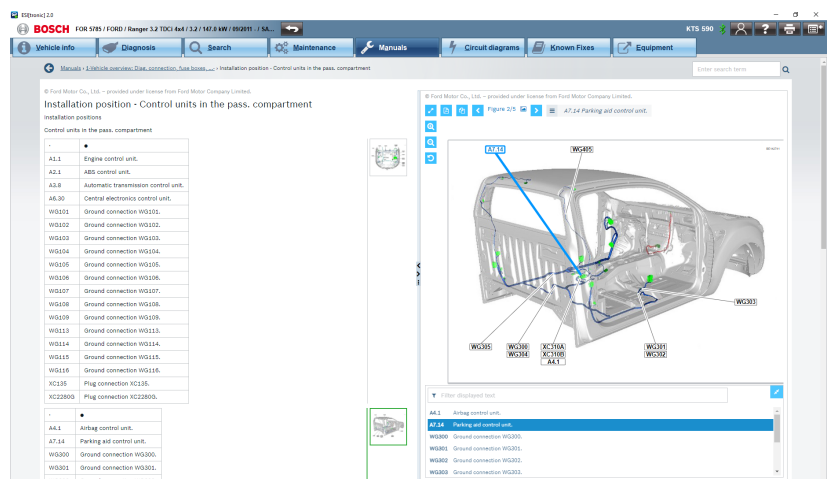 ESI[tronic] 2.0
BOSCH FOR 5785 / FORD / Ranger 3.2 TDCi 4x4 / 3.2 / 147.0 kW / 09/2011 - / SA... KTS 590
Vehicle info Diagnosis Search Maintenance Manuals Circuit diagrams Known Fixes Equipment
Manuals › 1 Vehicle overview: Diag. connection, fuse boxes, ... › Installation position - Control units in the pass. compartment
Enter search term
© Ford Motor Co., Ltd. – provided under license from Ford Motor Company Limited.
Installation position - Control units in the pass. compartment
Installation positions
Control units in the pass. compartment
- ●
A1.1 Engine control unit.
A2.1 ABS control unit.
A3.8 Automatic transmission control unit.
A6.30 Central electronics control unit.
WG101 Ground connection WG101.
WG102 Ground connection WG102.
WG103 Ground connection WG103.
WG104 Ground connection WG104.
WG105 Ground connection WG105.
WG106 Ground connection WG106.
WG107 Ground connection WG107.
WG108 Ground connection WG108.
WG109 Ground connection WG109.
WG113 Ground connection WG113.
WG114 Ground connection WG114.
WG115 Ground connection WG115.
WG116 Ground connection WG116.
XC135 Plug connection XC135.
XC2280G Plug connection XC2280G.
- ●
A4.1 Airbag control unit.
A7.14 Parking aid control unit.
WG300 Ground connection WG300.
WG301 Ground connection WG301.
© Ford Motor Co., Ltd. – provided under license from Ford Motor Company Limited.
Figure 2/5 A7.14 Parking aid control unit.
A7.14
WG405
WG303
WG305
WG300
WG304
XC310A
XC310B
A4.1
WG301
WG302
Filter displayed text
A4.1 Airbag control unit.
A7.14 Parking aid control unit.
WG300 Ground connection WG300.
WG301 Ground connection WG301.
WG302 Ground connection WG302.
WG303 Ground connection WG303.